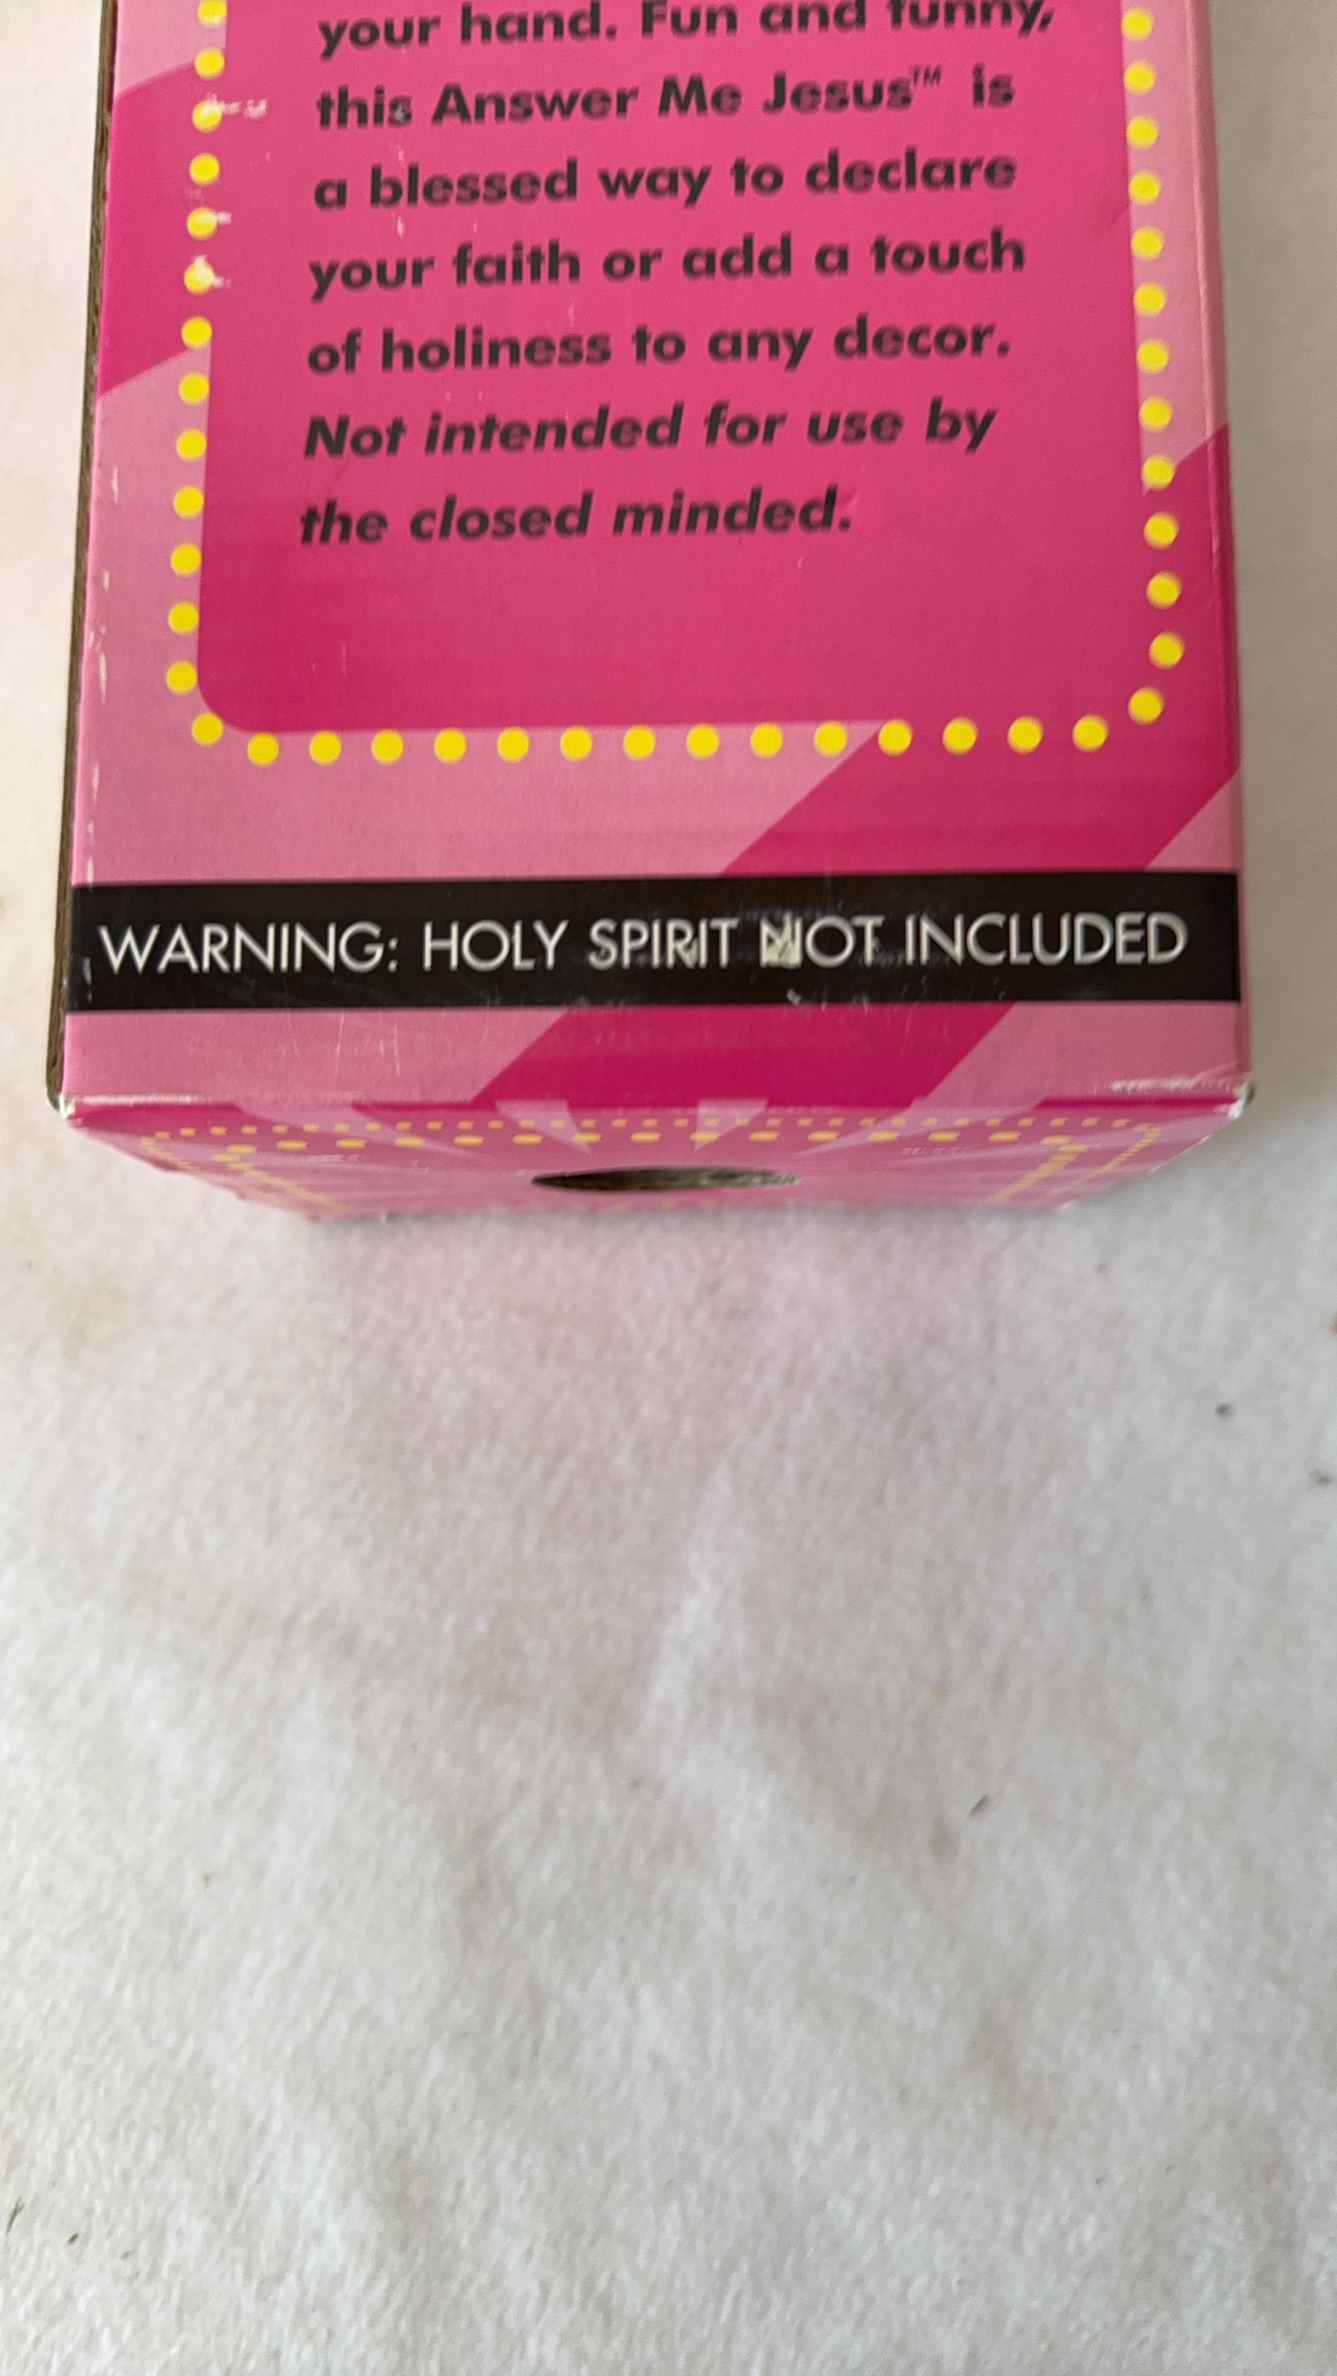 your hand. Fun and funny,
this Answer Me Jesus™ is
a blessed way to declare
your faith or add a touch
of holiness to any decor.
Not intended for use by
the closed minded.
WARNING: HOLY SPIRIT NOT INCLUDED